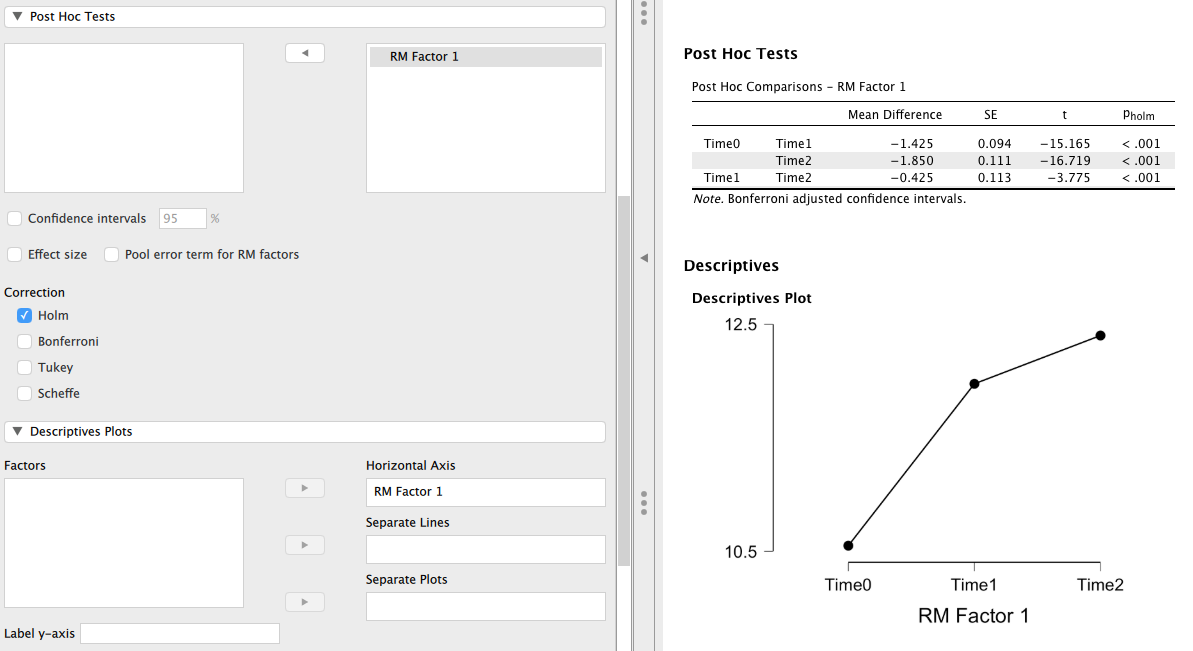 ▼ Post Hoc Tests
RM Factor 1
Confidence intervals 95 %
Effect size Pool error term for RM factors
Correction
Holm
Bonferroni
Tukey
Scheffe
▼ Descriptives Plots
Factors
Horizontal Axis
RM Factor 1
Separate Lines
Separate Plots
Label y-axis
Post Hoc Tests
Post Hoc Comparisons – RM Factor 1
Mean Difference SE t pholm
Time0 Time1 −1.425 0.094 −15.165 < .001
Time2 −1.850 0.111 −16.719 < .001
Time1 Time2 −0.425 0.113 −3.775 < .001
Note. Bonferroni adjusted confidence intervals.
Descriptives
Descriptives Plot
12.5
10.5
Time0 Time1 Time2
RM Factor 1